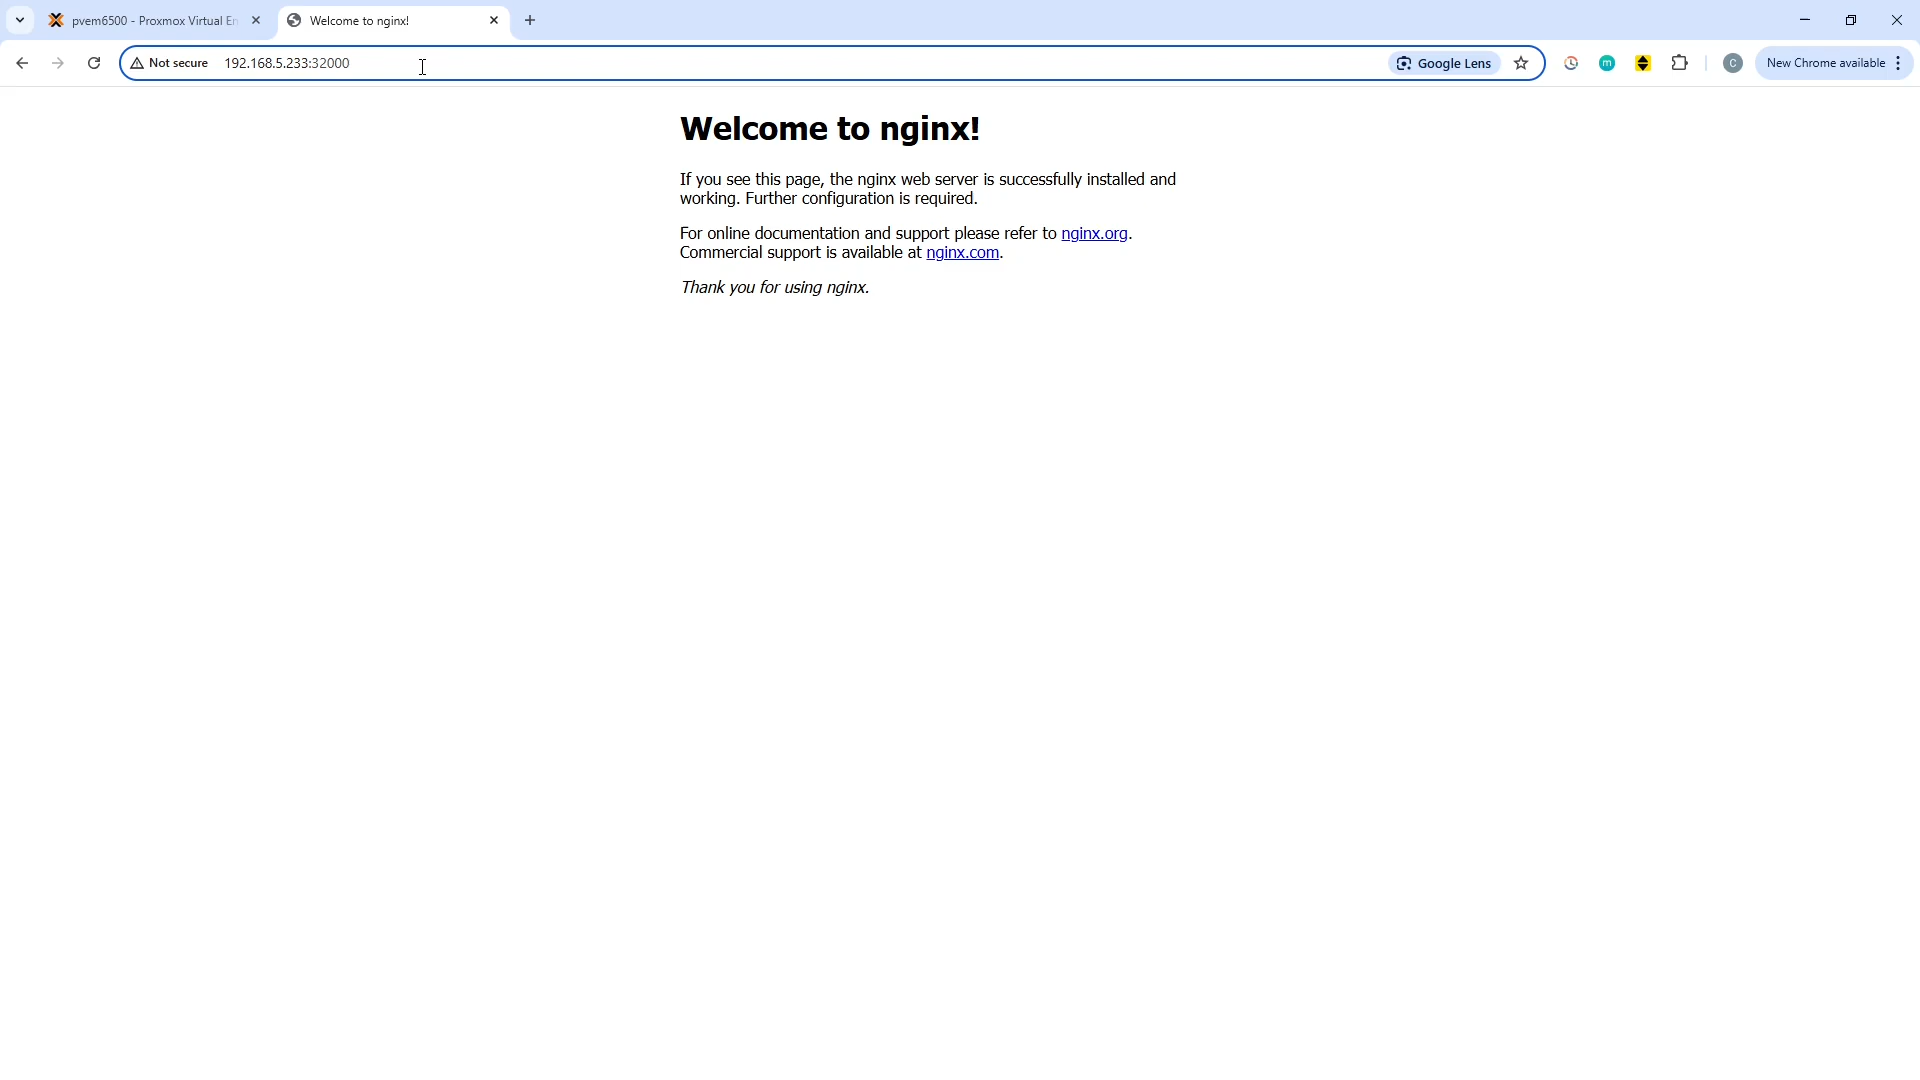 pvem6500 - Proxmox Virtual En
Welcome to nginx!
Not secure
192.168.5.233:32000
Google Lens
m
C
New Chrome available
Welcome to nginx!
If you see this page, the nginx web server is successfully installed and
working. Further configuration is required.
For online documentation and support please refer to nginx.org.
Commercial support is available at nginx.com.
Thank you for using nginx.